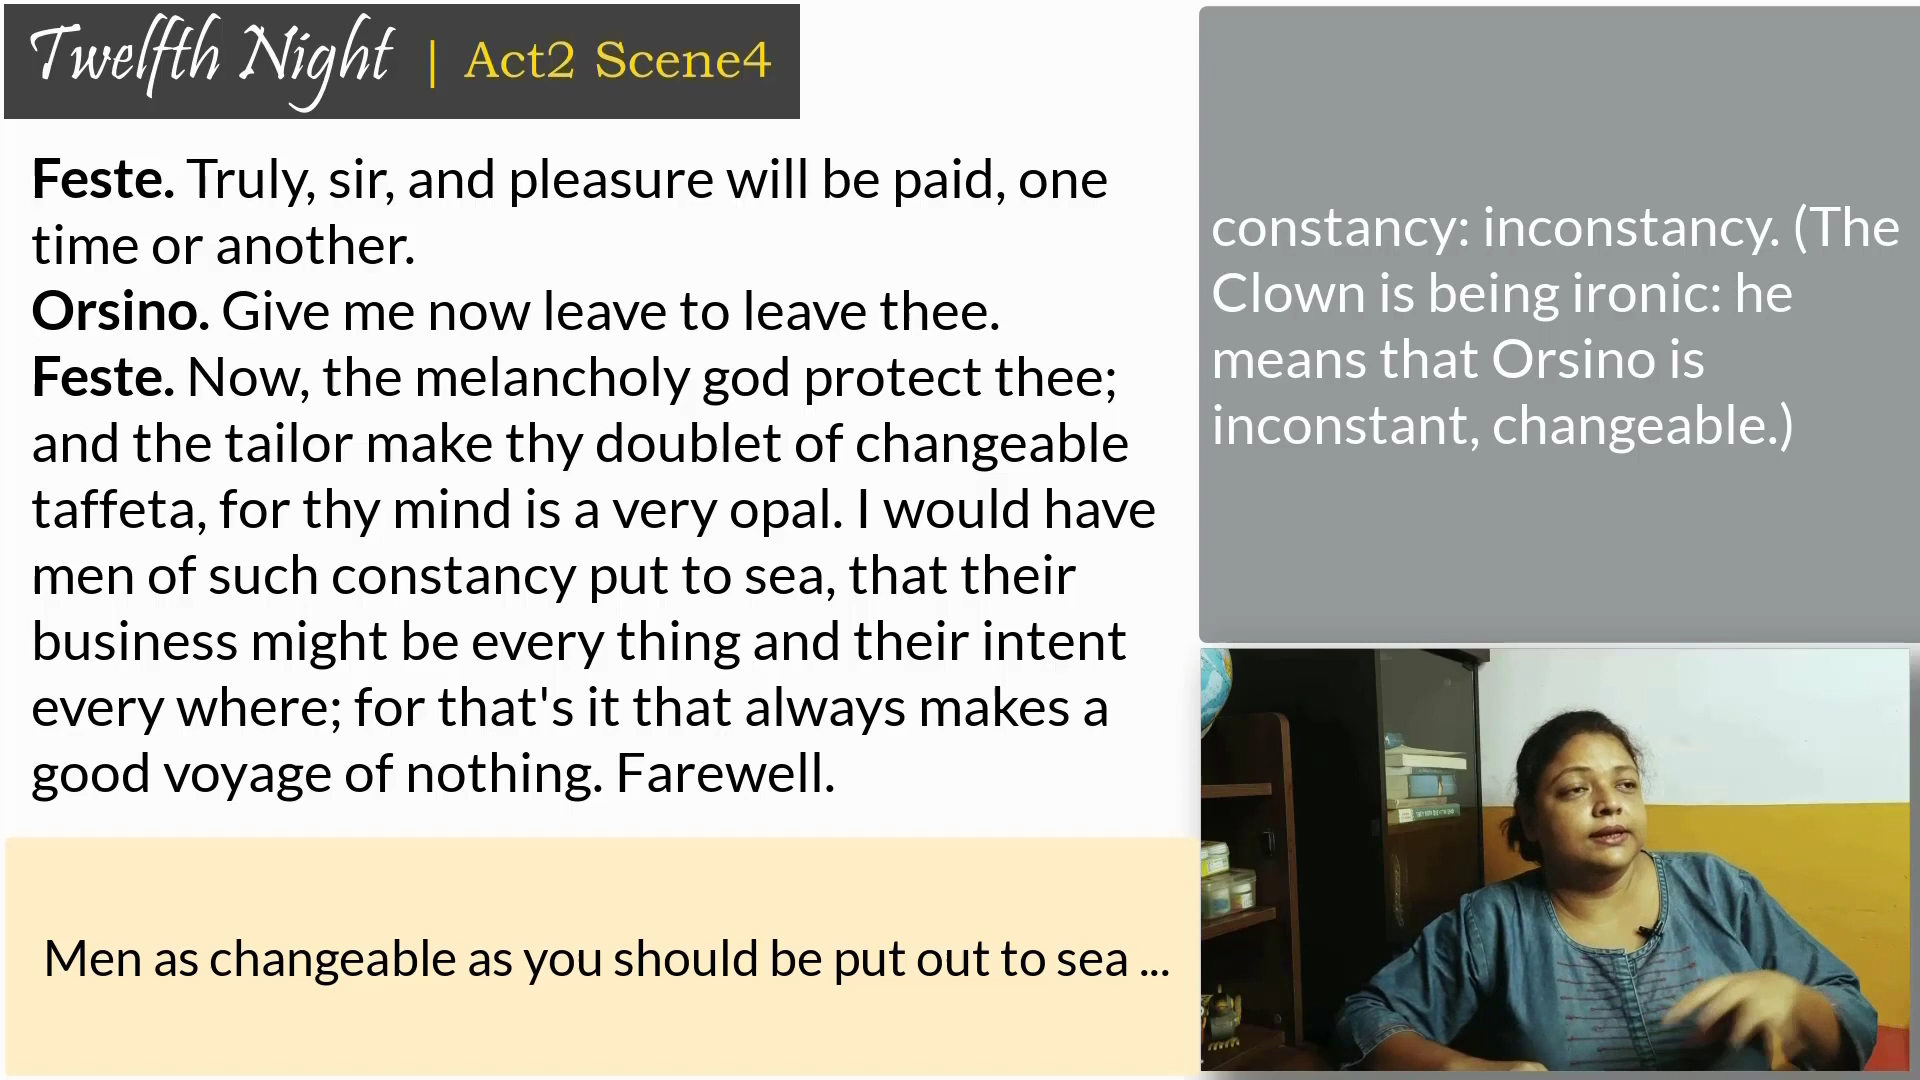 Twelfth Night | Act2 Scene4
Feste. Truly, sir, and pleasure will be paid, one
time or another.
Orsino. Give me now leave to leave thee.
Feste. Now, the melancholy god protect thee;
and the tailor make thy doublet of changeable
taffeta, for thy mind is a very opal. I would have
men of such constancy put to sea, that their
business might be every thing and their intent
every where; for that's it that always makes a
good voyage of nothing. Farewell.
Men as changeable as you should be put out to sea ...
constancy: inconstancy. (The
Clown is being ironic: he
means that Orsino is
inconstant, changeable.)